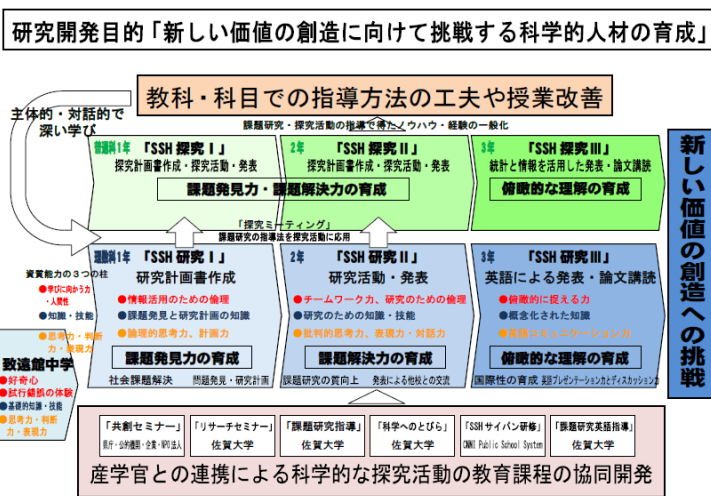 研究開発目的「新しい価値の創造に向けて挑戦する科学的人材の育成」
教科・科目での指導方法の工夫や授業改善
主体的・対話的で
深い学び
課題研究・探究活動の指導で得たノウハウ・経験の一般化
普通科1年 「SSH 探究Ⅰ」
探究計画書作成・探究活動・発表
2年 「SSH 探究Ⅱ」
探究計画書作成・探究活動・発表
課題発見力・課題解決力の育成
3年 「SSH 探究Ⅲ」
統計と情報を活用した発表・論文講読
俯瞰的な理解の育成
新しい価値の創造への挑戦
「探究ミーティング」
課題研究の指導法を探究活動に応用
資質能力の３つの柱
●学びに向かう力
・人間性
●知識・技能
●思考力・判断
力・表現力
理数科1年 「SSH 研究Ⅰ」
研究計画書作成
●情報活用のための倫理
●課題発見と研究計画の知識
●論理的思考力、計画力
課題発見力の育成
社会課題解決 問題発見・研究計画
2年 「SSH 研究Ⅱ」
研究活動・発表
●チームワーク力、研究のための倫理
●研究のための知識・技能
●批判的思考力、表現力・対話力
課題解決力の育成
課題研究の質向上 発表による他校との交流
3年 「SSH 研究Ⅲ」
英語による発表・論文講読
●俯瞰的に捉える力
●概念化された知識
●英語コミュニケーション力
俯瞰的な理解の育成
国際性の育成 英語プレゼンテーション力とディスカッション力
致遠館中学
●好奇心
●試行錯誤の体験
●基礎的知識・技能
●思考力・判断
力・表現力
「共創セミナー」
県庁・公的機関・企業・NPO法人
「リサーチセミナー」
佐賀大学
「課題研究指導」
佐賀大学
「科学へのとびら」
佐賀大学
「SSHサイパン研修」
CNMI Public School System
「課題研究英語指導」
佐賀大学
産学官との連携による科学的な探究活動の教育課程の協同開発